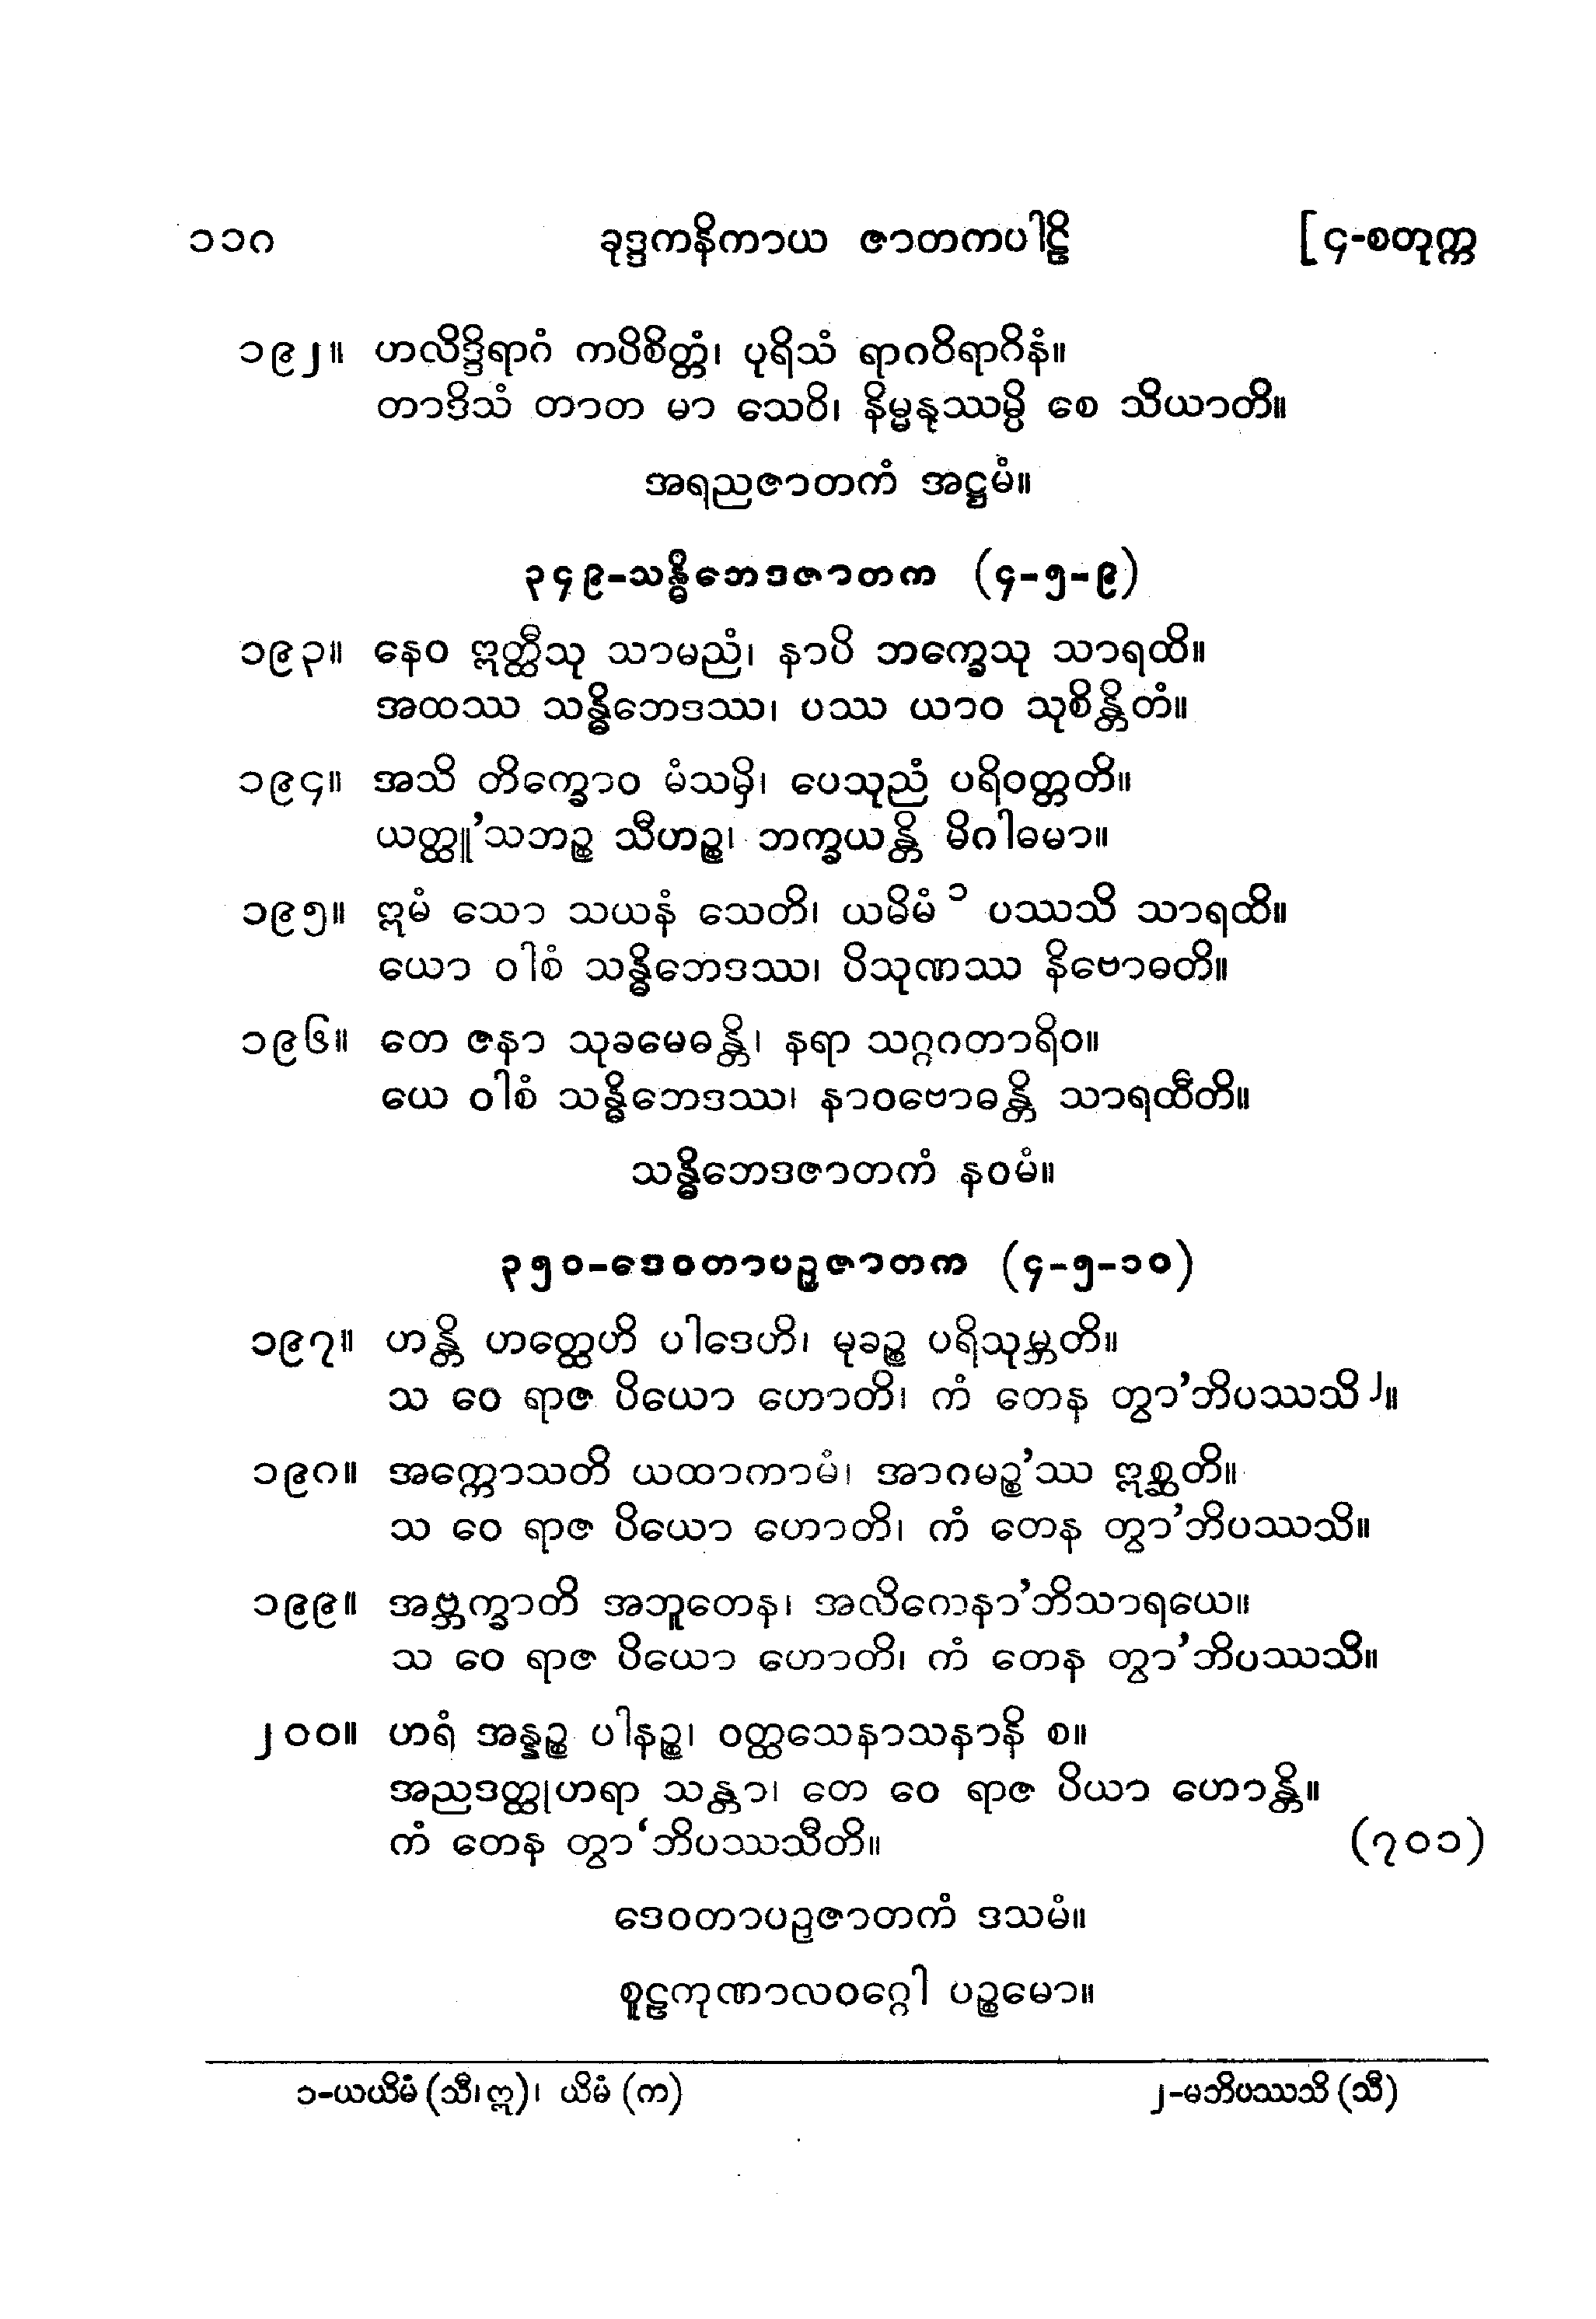 ၁၁ဂ ခုဒ္ဒကနိကာယ ဇာတကပါဠိ [၄-စတုက္က
၁၉၂။ ဟလိဒ္ဒိရာဂံ ကပိစိတ္တံ၊ ပုရိသံ ရာဂဝိရာဂိနံ။
တာဒိသံ တာတ မာ သေဝိ၊ နိမ္မနုဿမ္ပိ စေ သိယာတိ။
အရညဇာတကံ အဋ္ဌမံ။
၃၄၉-သန္ဓိဘေဒဇာတက (၄-၅-၉)
၁၉၃။ နေဝ ဣတ္ထီသု သာမညံ၊ နာပိ ဘက္ခေသု သာရထိ။
အထဿ သန္ဓိဘေဒဿ၊ ပဿ ယာဝ သုစိန္တိတံ။
၁၉၄။ အသိ တိက္ခောဝ မံသမှိ၊ ပေသုညံ ပရိဝတ္တတိ။
ယတ္ထူ’သဘဉ္စ သီဟဉ္စ၊ ဘက္ခယန္တိ မိဂါဓမာ။
၁၉၅။ ဣမံ သော သယနံ သေတိ၊ ယမိမံ ၁ ပဿသိ သာရထိ။
ယော ဝါစံ သန္ဓိဘေဒဿ၊ ပိသုဏဿ နိဗောဓတိ။
၁၉၆။ တေ ဇနာ သုခမေဓန္တိ၊ နရာ သဂ္ဂဂတာရိဝ။
ယေ ဝါစံ သန္ဓိဘေဒဿ၊ နာဝဗောဓန္တိ သာရထီတိ။
သန္ဓိဘေဒဇာတကံ နဝမံ။
၃၅၀-ဒေဝတာပဉှဇာတက (၄-၅-၁၀)
၁၉၇။ ဟန္တိ ဟတ္ထေဟိ ပါဒေဟိ၊ မုခဉ္စ ပရိသုမ္ဘတိ။
သ ဝေ ရာဇ ပိယော ဟောတိ၊ ကံ တေန တွာ’ဘိပဿသိ ၂။
၁၉ဂ။ အက္ကောသတိ ယထာကာမံ၊ အာဂမဉ္စ’ဿ ဣစ္ဆတိ။
သ ဝေ ရာဇ ပိယော ဟောတိ၊ ကံ တေန တွာ’ဘိပဿသိ။
၁၉၉။ အဗ္ဘက္ခာတိ အဘူတေန၊ အလိကေနာ’ဘိသာရယေ။
သ ဝေ ရာဇ ပိယော ဟောတိ၊ ကံ တေန တွာ’ဘိပဿသိ။
၂၀၀။ ဟရံ အန္နဉ္စ ပါနဉ္စ၊ ဝတ္ထသေနာသနာနိ စ။
အညဒတ္ထုဟရာ သန္တာ၊ တေ ဝေ ရာဇ ပိယာ ဟောန္တိ။
ကံ တေန တွာ‘ဘိပဿသီတိ။ (၇၀၁)
ဒေဝတာပဉှဇာတကံ ဒသမံ။
စူဠကုဏာလဝဂ္ဂေါ ပဉ္စမော။
၁-ယယိမံ (သီ၊ဣ)၊ ယိမံ (က) ၂-မဘိပဿသိ (သီ)